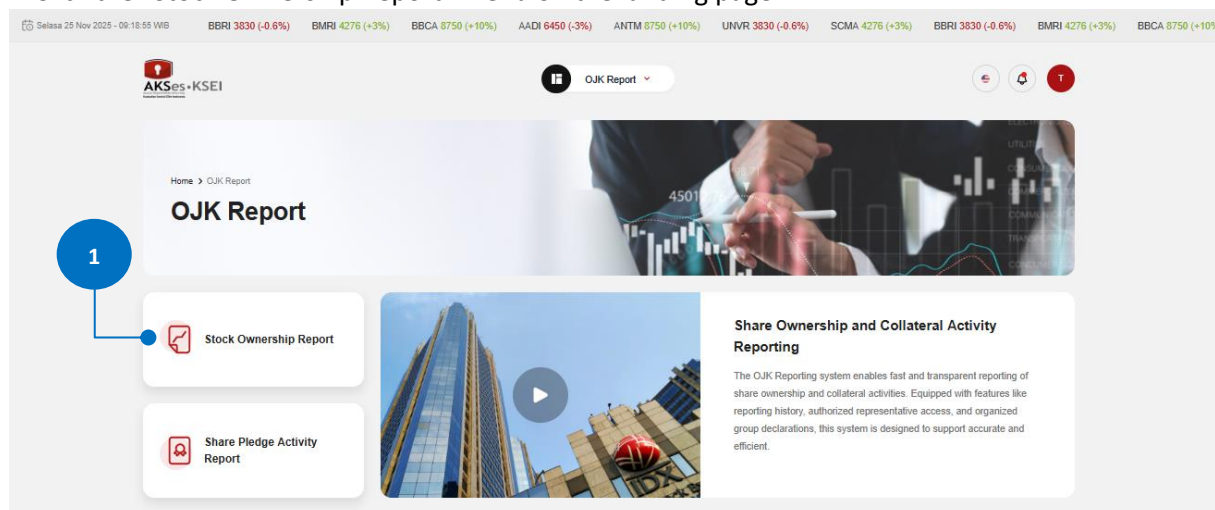 Selasa 25 Nov 2025 - 09:18:55 WIB BBRI 3830 (-0.6%) BMRI 4276 (+3%) BBCA 8750 (+10%) AADI 6450 (-3%) ANTM 8750 (+10%) UNVR 3830 (-0.6%) SCMA 4276 (+3%) BBRI 3830 (-0.6%) BMRI 4276 (+3%) BBCA 8750 (+10%
AKSes-KSEI
OJK Report
T
Home > OJK Report
OJK Report
4501
1
Stock Ownership Report
Share Pledge Activity
Report
IDX
Share Ownership and Collateral Activity
Reporting
The OJK Reporting system enables fast and transparent reporting of
share ownership and collateral activities. Equipped with features like
reporting history, authorized representative access, and organized
group declarations, this system is designed to support accurate and
efficient.